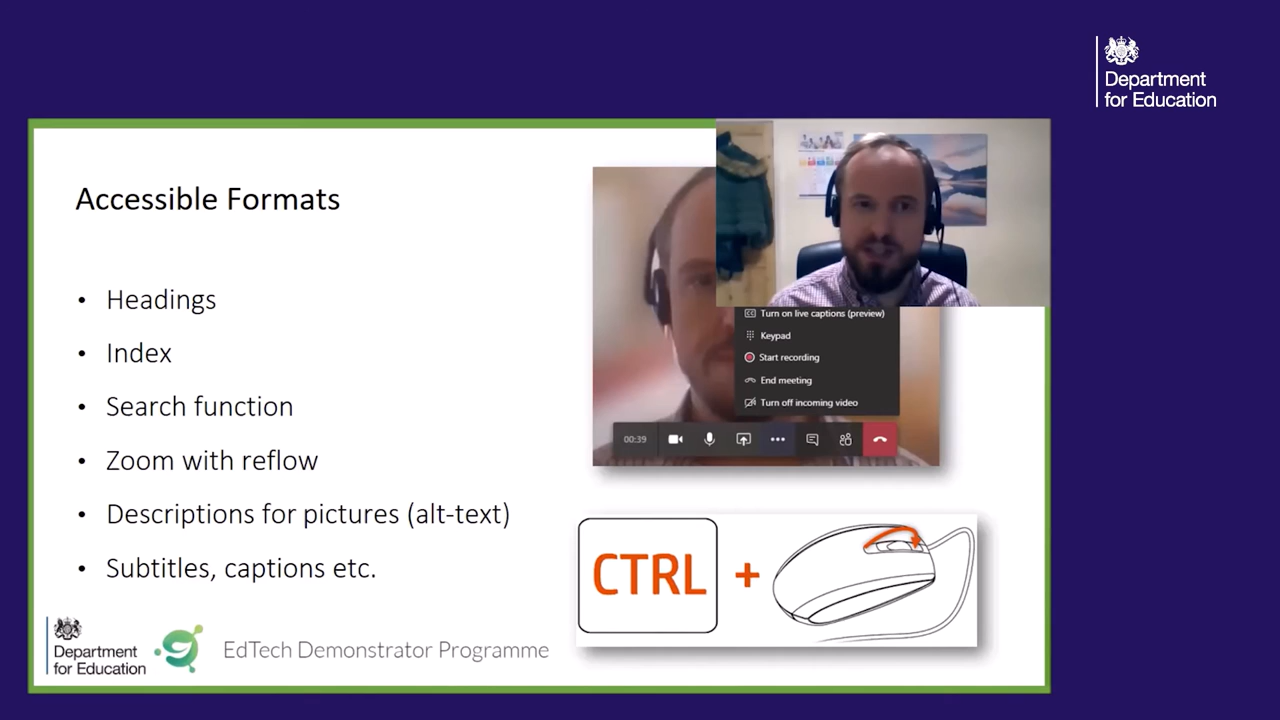 Department
for Education
Accessible Formats
• Headings
• Index
• Search function
• Zoom with reflow
• Descriptions for pictures (alt-text)
• Subtitles, captions etc.
Turn on live captions (preview)
Keypad
Start recording
End meeting
Turn off incoming video
00:39
CTRL +
Department
for Education
EdTech Demonstrator Programme